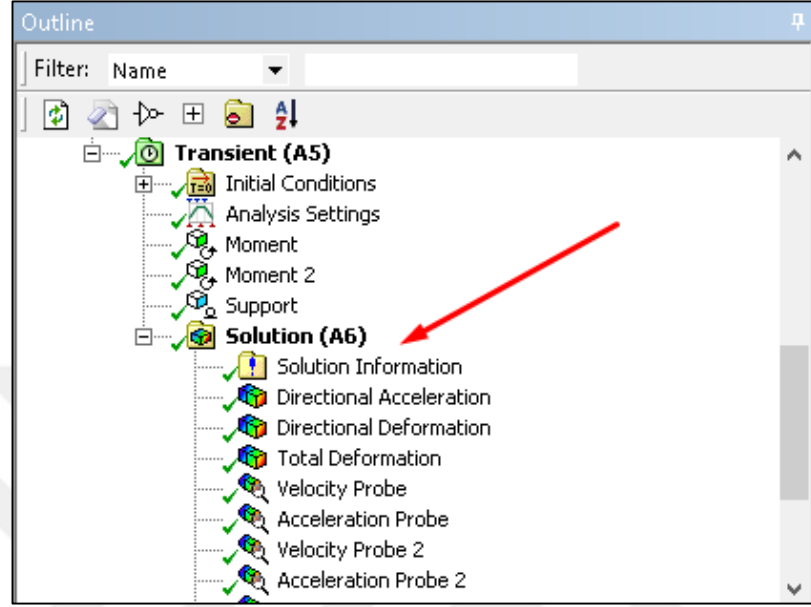 Outline
Filter: Name
Transient (A5)
T=0 Initial Conditions
Analysis Settings
Moment
Moment 2
Support
Solution (A6)
Solution Information
Directional Acceleration
Directional Deformation
Total Deformation
Velocity Probe
Acceleration Probe
Velocity Probe 2
Acceleration Probe 2